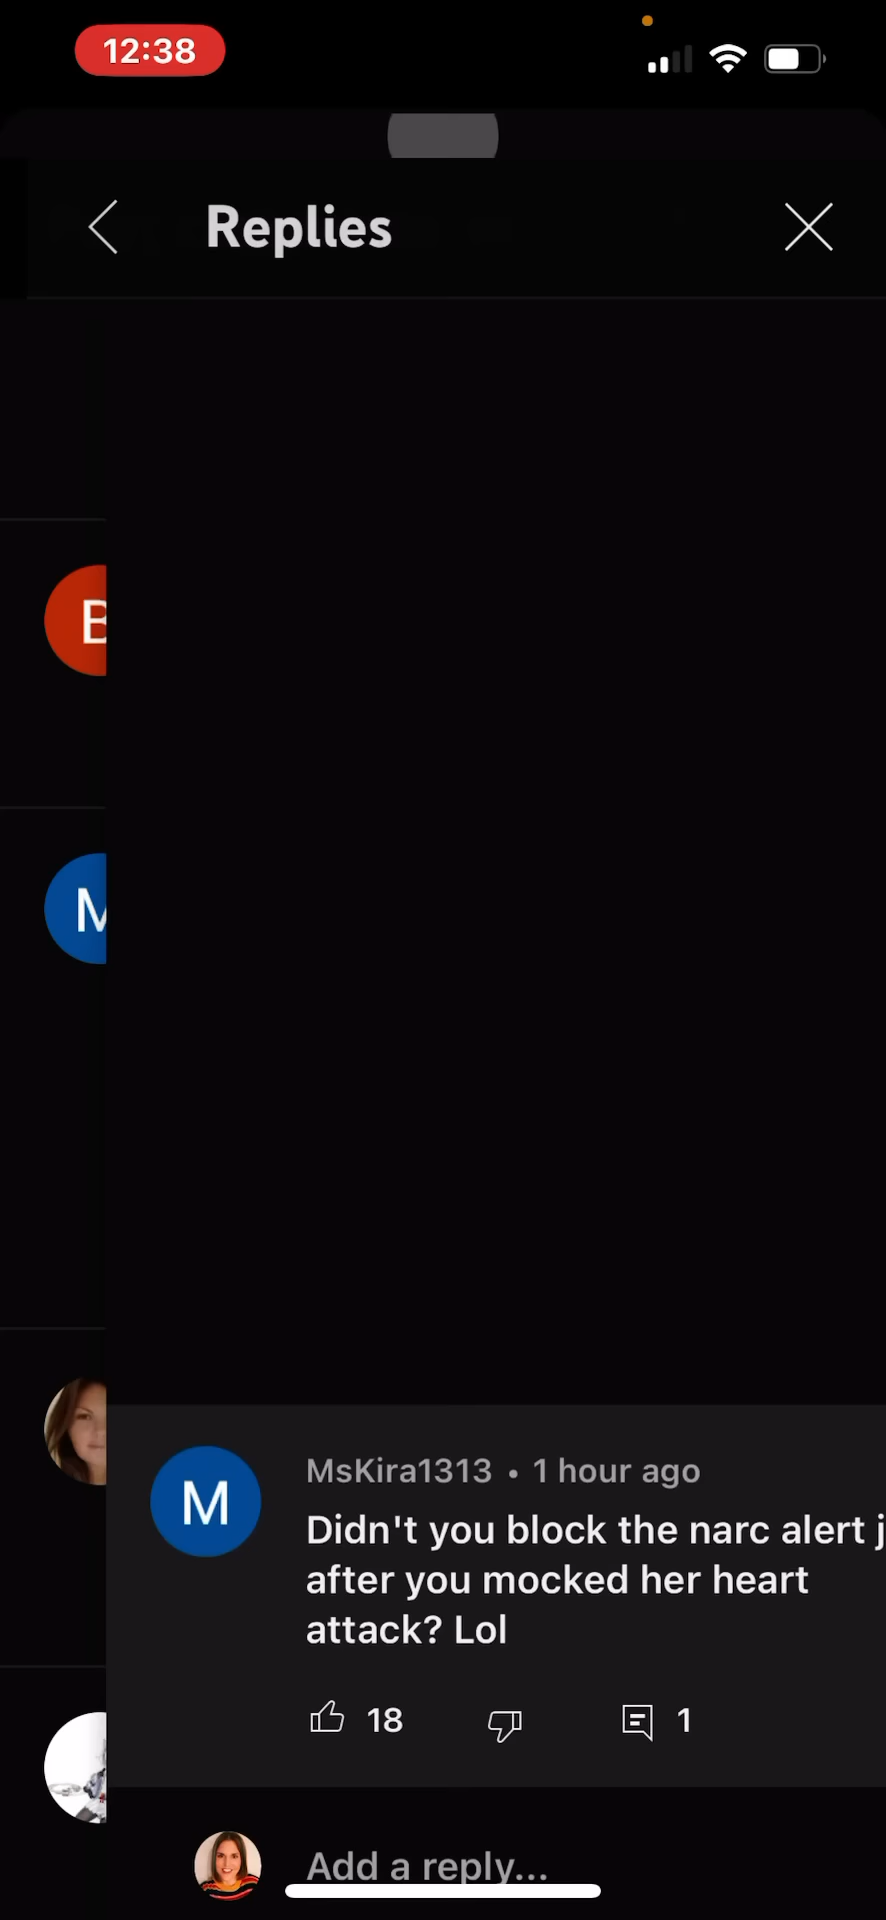 12:38
Replies
B
M
M
MsKira1313 • 1 hour ago
Didn't you block the narc alert j
after you mocked her heart
attack? Lol
18
1
Add a reply...